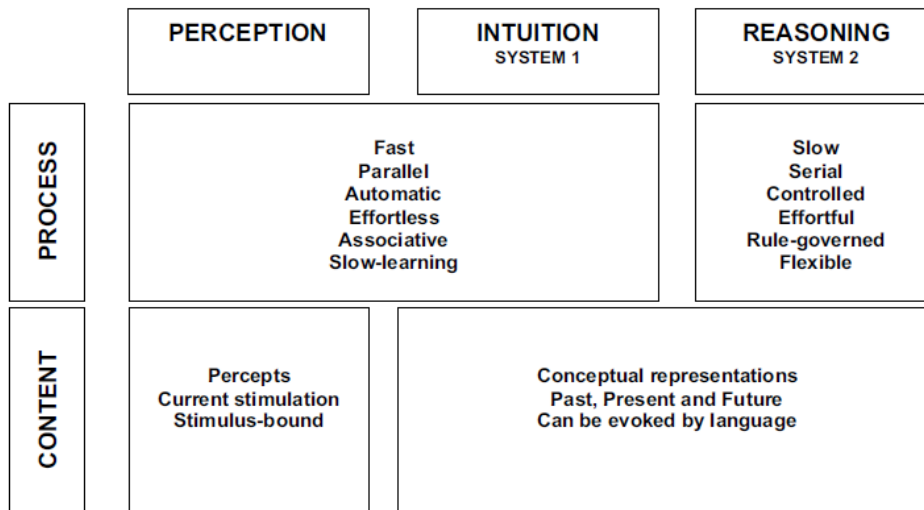 PERCEPTION
INTUITION
SYSTEM 1
REASONING
SYSTEM 2
PROCESS
Fast
Parallel
Automatic
Effortless
Associative
Slow-learning
Slow
Serial
Controlled
Effortful
Rule-governed
Flexible
CONTENT
Percepts
Current stimulation
Stimulus-bound
Conceptual representations
Past, Present and Future
Can be evoked by language